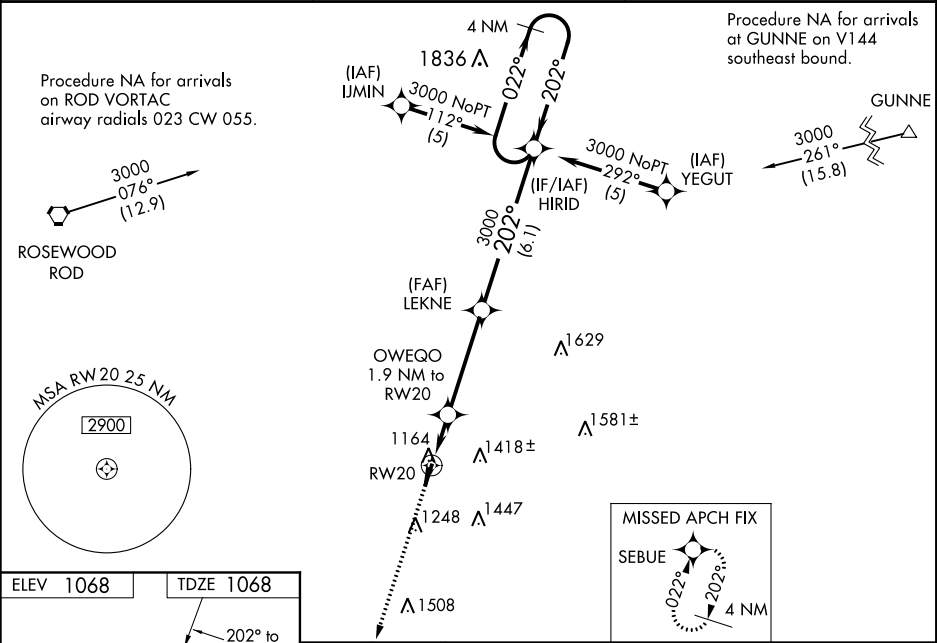 Procedure NA for arrivals
on ROD VORTAC
airway radials 023 CW 055.
3000
076°
(12.9)
ROSEWOOD
ROD
4 NM
1836
022°
202°
(IAF)
IJMIN
3000 NoPT
112°
(5)
Procedure NA for arrivals
at GUNNE on V144
southeast bound.
GUNNE
3000
261°
(15.8)
3000 NoPT
292°
(5)
(IAF)
YEGUT
(IF/IAF)
HIRID
3000
202°
(6.1)
(FAF)
LEKNE
1629
OWEQO
1.9 NM to
RW20
1581±
1164
1418±
RW20
1248
1447
1508
MSA RW20 25 NM
2900
MISSED APCH FIX
SEBUE
022°
202°
4 NM
ELEV 1068
TDZE 1068
202° to